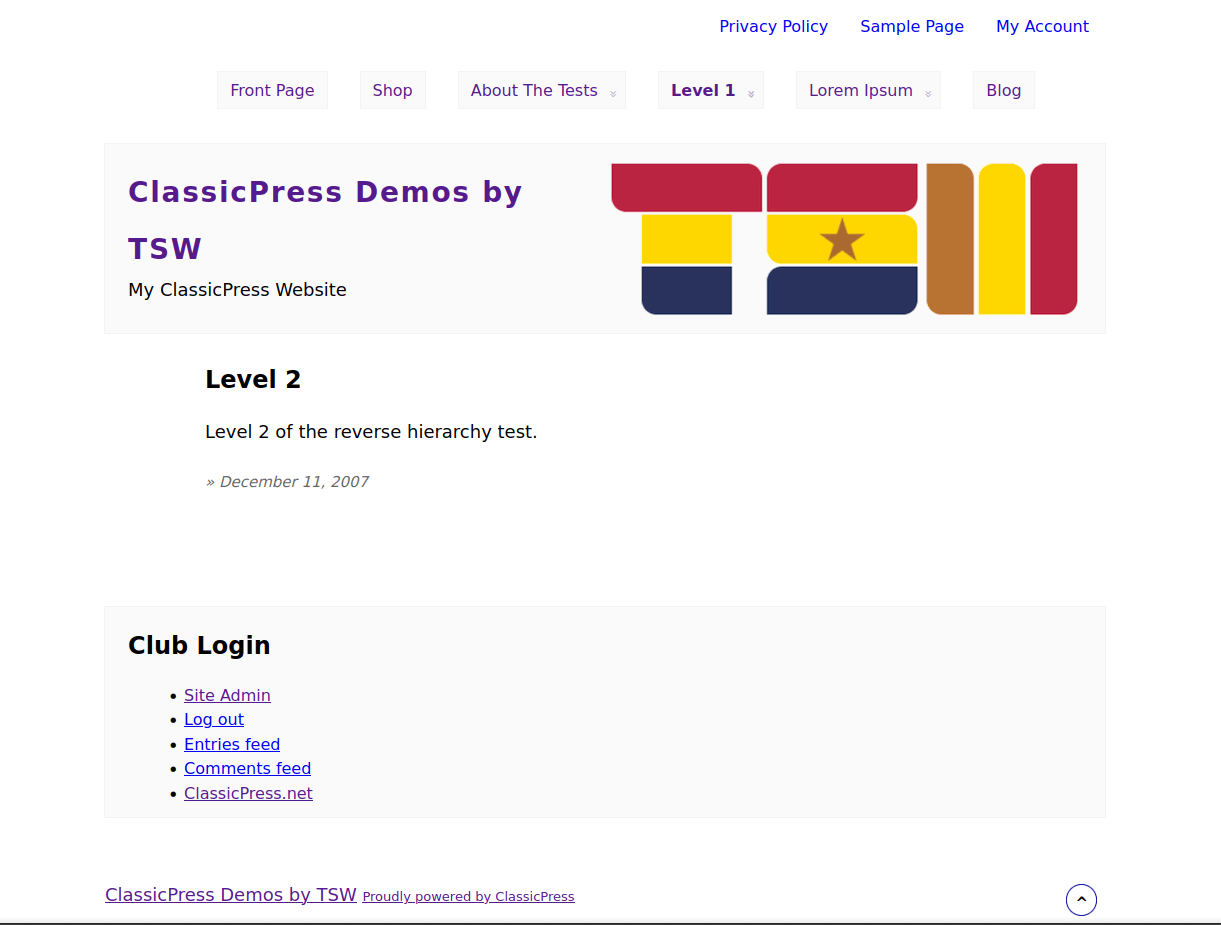 Privacy Policy Sample Page My Account
Front Page Shop About The Tests Level 1 Lorem Ipsum Blog
ClassicPress Demos by
TSW
My ClassicPress Website
TSW
Level 2
Level 2 of the reverse hierarchy test.
» December 11, 2007
Club Login
• Site Admin
• Log out
• Entries feed
• Comments feed
• ClassicPress.net
ClassicPress Demos by TSW Proudly powered by ClassicPress